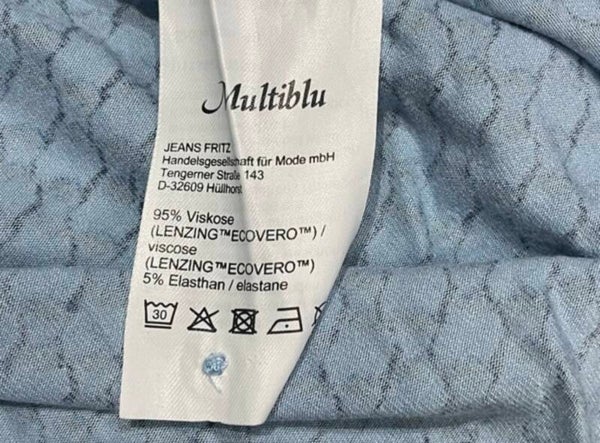 Multiblu
JEANS FRITZ
Handelsgesellschaft für Mode mbH
Tengerner Straße 143
D-32609 Hüllhorst
95% Viskose
(LENZING™ECOVERO™) /
viscose
(LENZING™ECOVERO™)
5% Elasthan / elastane
30